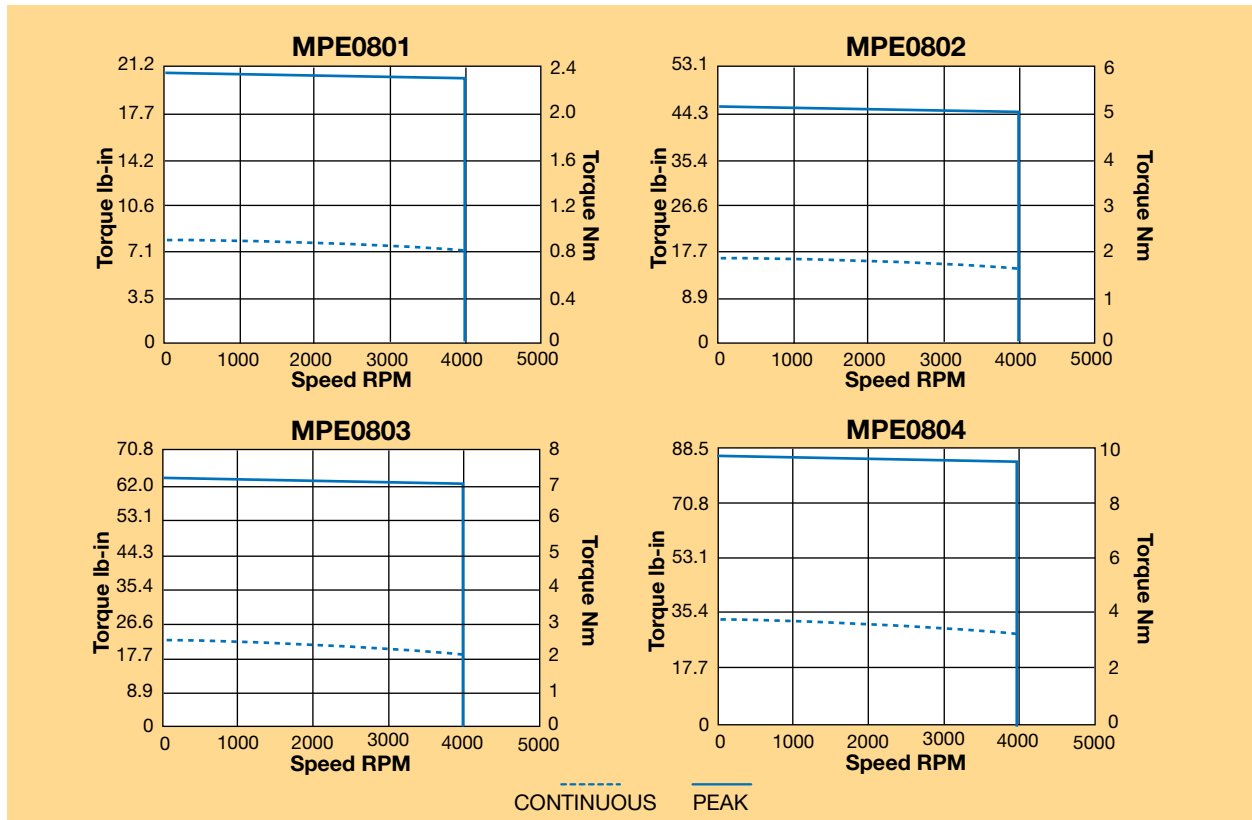 MPE0801
Torque lb-in
21.2
17.7
14.2
10.6
7.1
3.5
0
2.4
2.0
1.6
1.2
0.8
0.4
0
Torque Nm
0 1000 2000 3000 4000 5000
Speed RPM
MPE0802
Torque lb-in
53.1
44.3
35.4
26.6
17.7
8.9
0
6
5
4
3
2
1
0
Torque Nm
0 1000 2000 3000 4000 5000
Speed RPM
MPE0803
Torque lb-in
70.8
62.0
53.1
44.3
35.4
26.6
17.7
8.9
0
8
7
6
5
4
3
2
1
0
Torque Nm
0 1000 2000 3000 4000 5000
Speed RPM
MPE0804
Torque lb-in
88.5
70.8
53.1
35.4
17.7
0
10
8
6
4
2
0
Torque Nm
0 1000 2000 3000 4000 5000
Speed RPM
CONTINUOUS PEAK